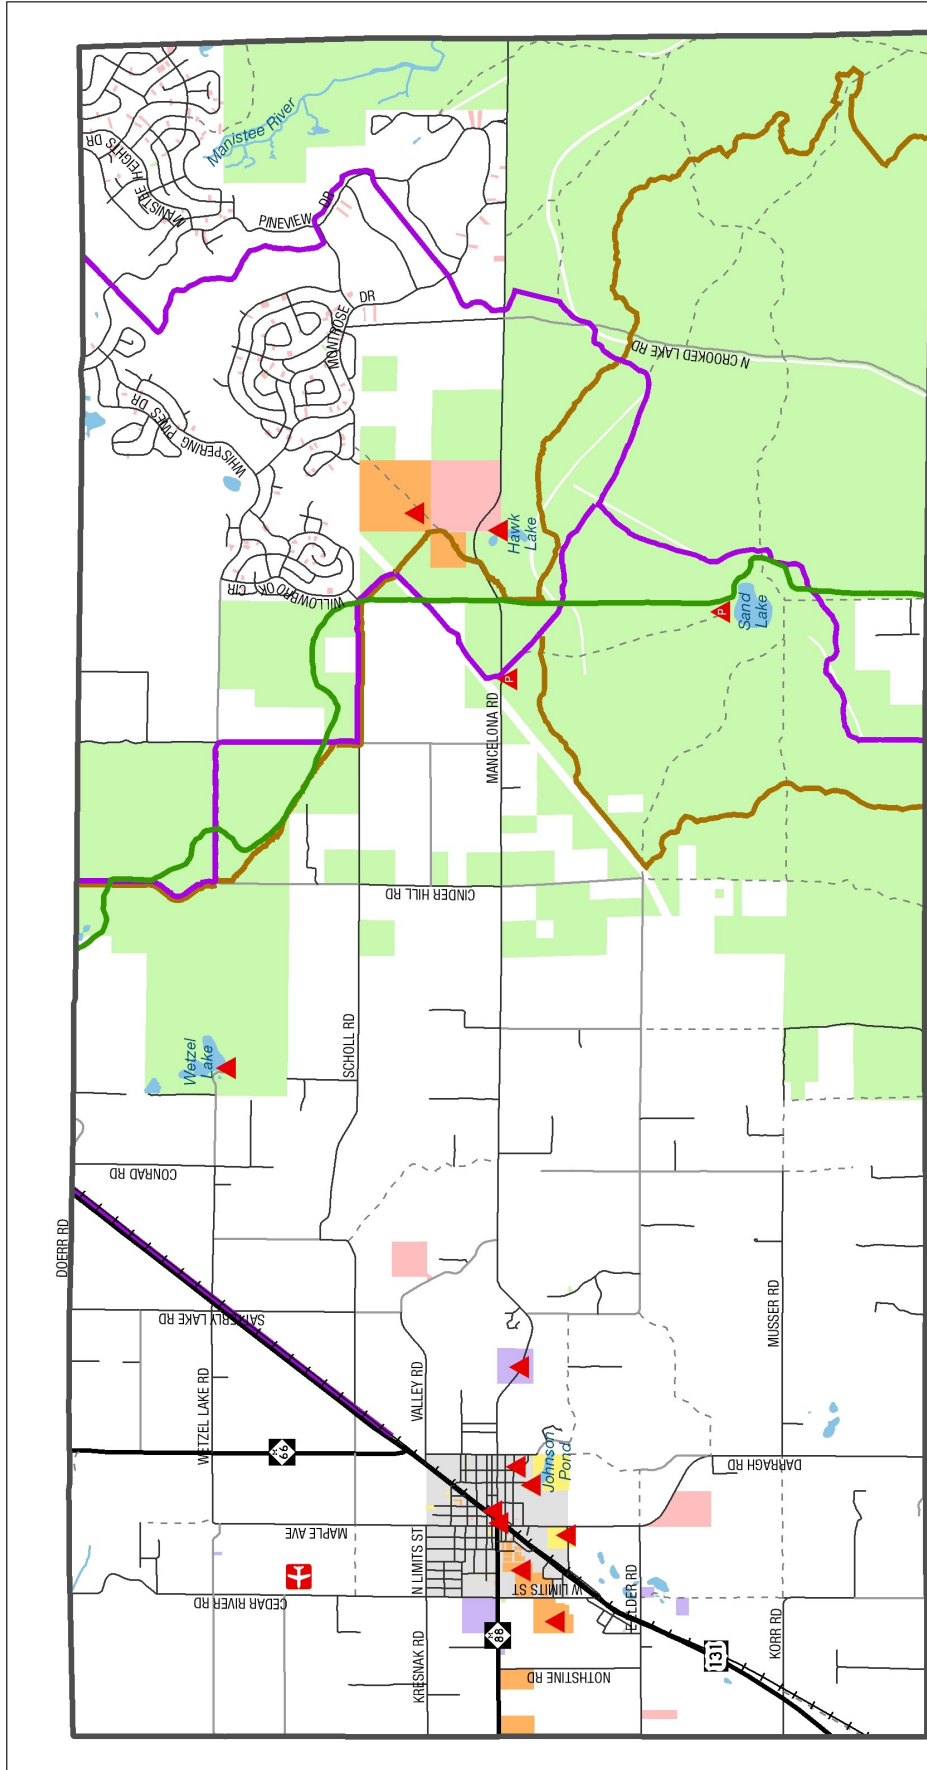 MANISTEE HEIGHTS DR
Manistee River
PINEVIEW DR
MONTROSE DR
N CROOKED LAKE RD
WHISPERING PINES DR
Hawk
Lake
WILLOWBROOK CIR
P
Sand
Lake
P
MANCELONA RD
CINDER HILL RD
SCHOLL RD
Wetzel
Lake
CONRAD RD
DOERR RD
SATTERLY LAKE RD
MUSSER RD
WETZEL LAKE RD
VALLEY RD
M
66
Johnson
Pond
DARRAGH RD
MAPLE AVE
N LIMITS ST
W LIMITS ST
CEDAR RIVER RD
ELDER RD
M
88
KRESNAK RD
NOTHSTINE RD
131
KORR RD